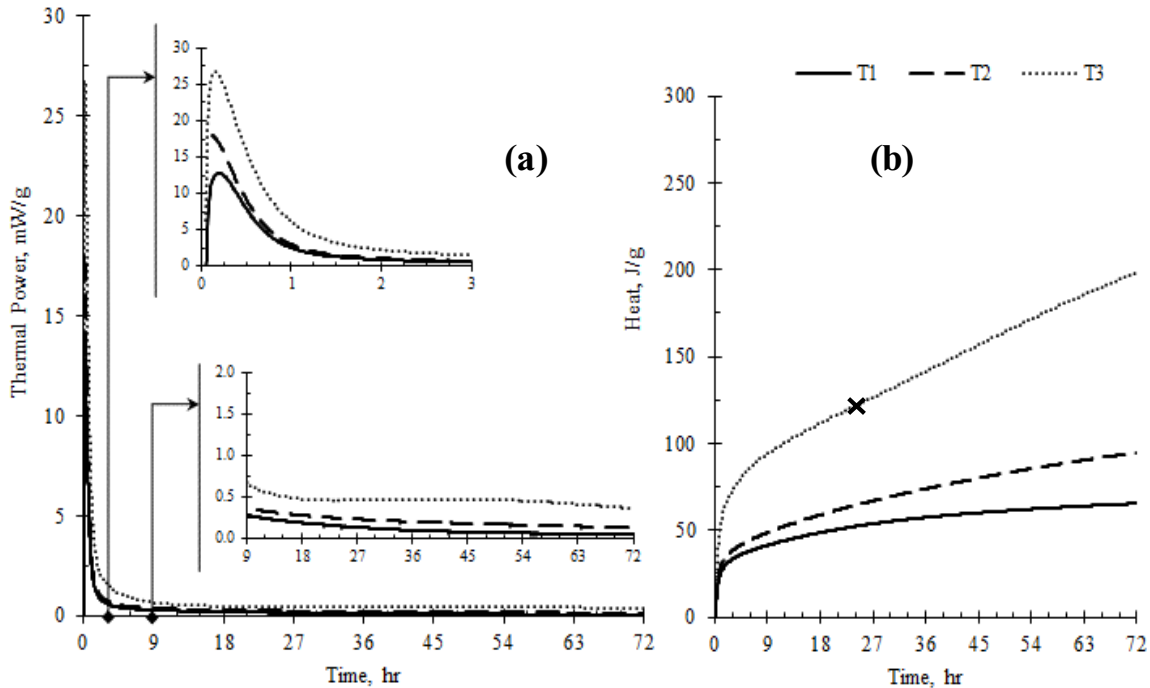 Thermal Power, mW/g
30
25
20
15
10
5
0
0 9 18 27 36 45 54 63 72
Time, hr
30
25
20
15
10
5
0
0 1 2 3
(a)
2.0
1.5
1.0
0.5
0.0
9 18 27 36 45 54 63 72
T1 T2 T3
(b)
Heat, J/g
300
250
200
150
100
50
0
0 9 18 27 36 45 54 63 72
Time, hr